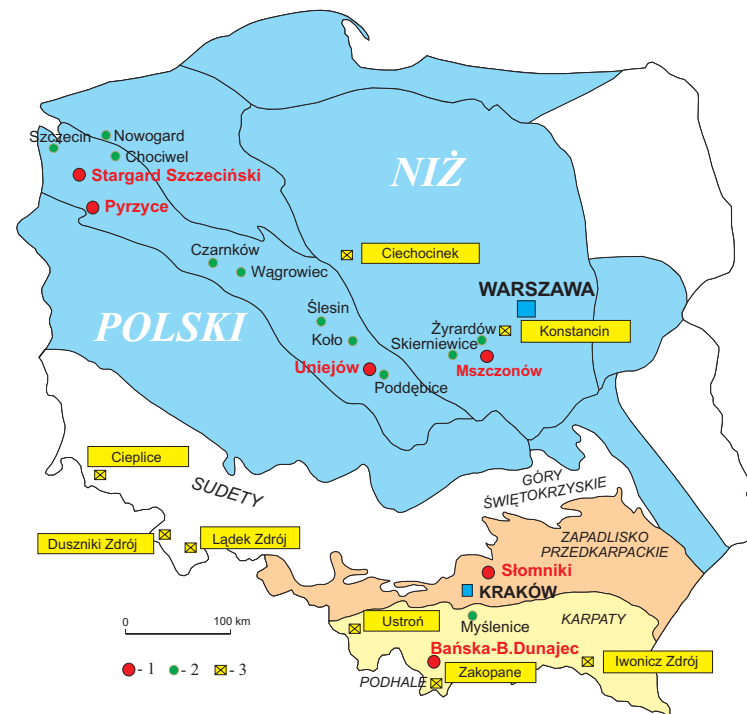 Szczecin
Nowogard
Chociwel
Stargard Szczeciński
Pyrzyce
NIŻ
POLSKI
Czarnków
Wągrowiec
Ciechocinek
WARSZAWA
Ślesin
Koło
Żyrardów
Konstancin
Skierniewice
Uniejów
Poddębice
Mszczonów
Cieplice
SUDETY
GÓRY
ŚWIĘTOKRZYSKIE
Duszniki Zdrój
Lądek Zdrój
ZAPADLISKO
PRZEDKARPACKIE
Słomniki
KRAKÓW
0 100 km
Ustroń
Myślenice
KARPATY
Bańska-B.Dunajec
Iwonicz Zdrój
- 1 - 2 - 3
PODHALE
Zakopane